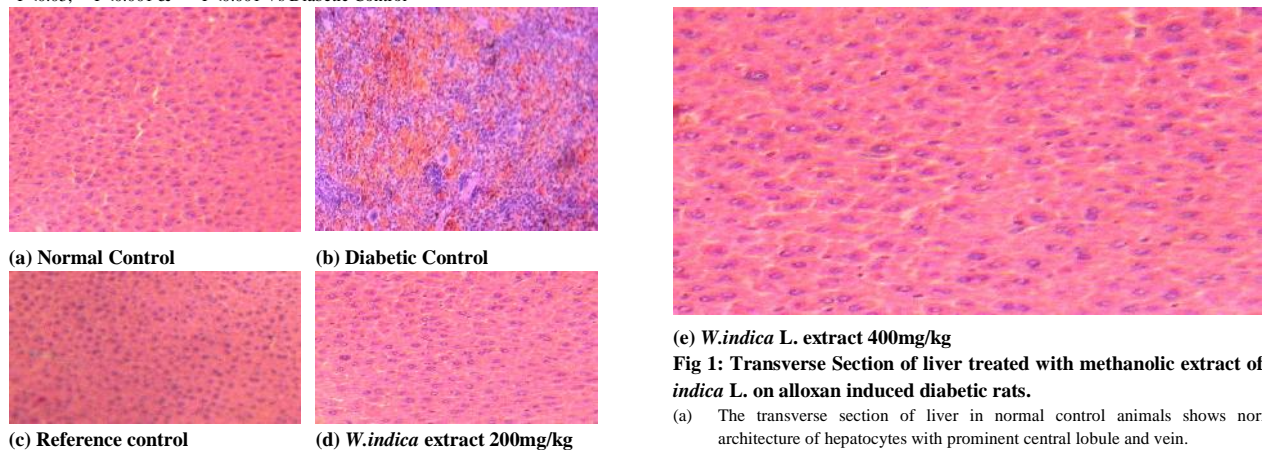 (a) Normal Control
(b) Diabetic Control
(c) Reference control
(d) W.indica extract 200mg/kg
(e) W.indica L. extract 400mg/kg
Fig 1: Transverse Section of liver treated with methanolic extract of
indica L. on alloxan induced diabetic rats.
(a) The transverse section of liver in normal control animals shows nor
architecture of hepatocytes with prominent central lobule and vein.